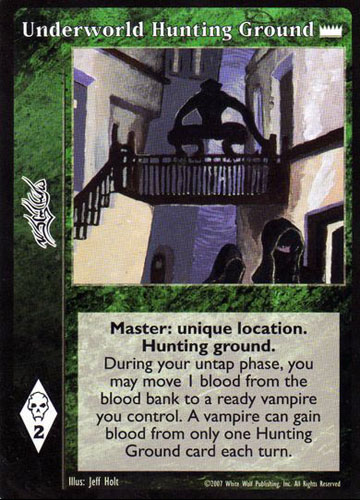 Underworld Hunting Ground
Master: unique location.
Hunting ground.
During your untap phase, you
may move 1 blood from the
blood bank to a ready vampire
you control. A vampire can gain
blood from only one Hunting
Ground card each turn.
2
Illus: Jeff Holt
©2007 White Wolf Publishing, Inc. All Rights Reserved